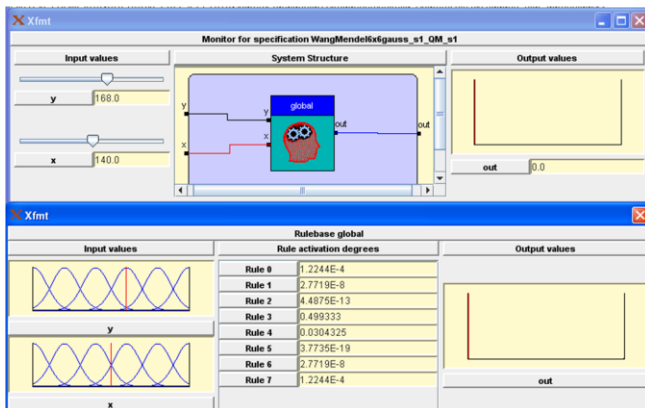 Xfmt
Monitor for specification WangMendel6x6gauss_s1_QM_s1
Input values
System Structure
Output values
y 168.0
x 140.0
y
x
y
x
global
out
out
out 0.0
Xfmt
Rulebase global
Input values
Rule activation degrees
Output values
Rule 0 1.2244E-4
Rule 1 2.7719E-8
Rule 2 4.4875E-13
Rule 3 0.499333
Rule 4 0.0304325
Rule 5 3.7735E-19
Rule 6 2.7719E-8
Rule 7 1.2244E-4
y
x
out